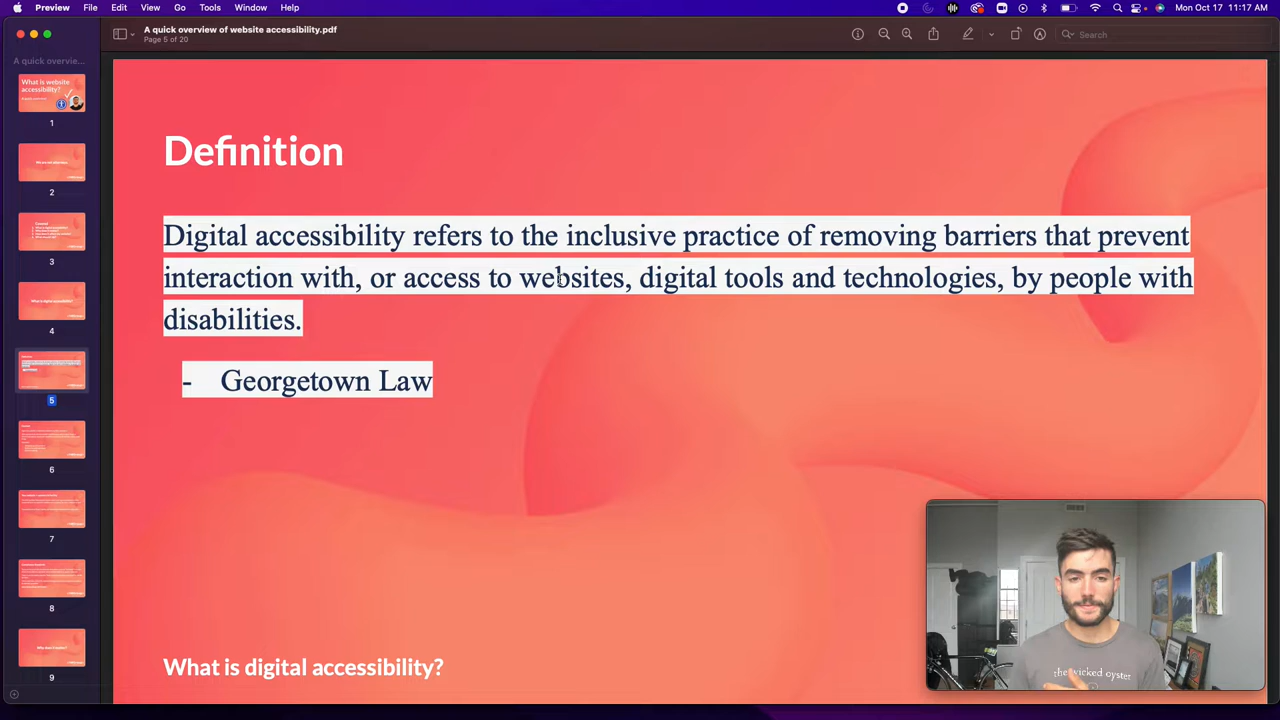 Preview File Edit View Go Tools Window Help
Mon Oct 17 11:17 AM
A quick overview of website accessibility.pdf
Page 5 of 20
Search
A quick overvie...
What is website
accessibility?
1
2
3
What is digital accessibility?
4
5
6
7
8
9
Definition
Digital accessibility refers to the inclusive practice of removing barriers that prevent
interaction with, or access to websites, digital tools and technologies, by people with
disabilities.
- Georgetown Law
What is digital accessibility?
the wicked oyster